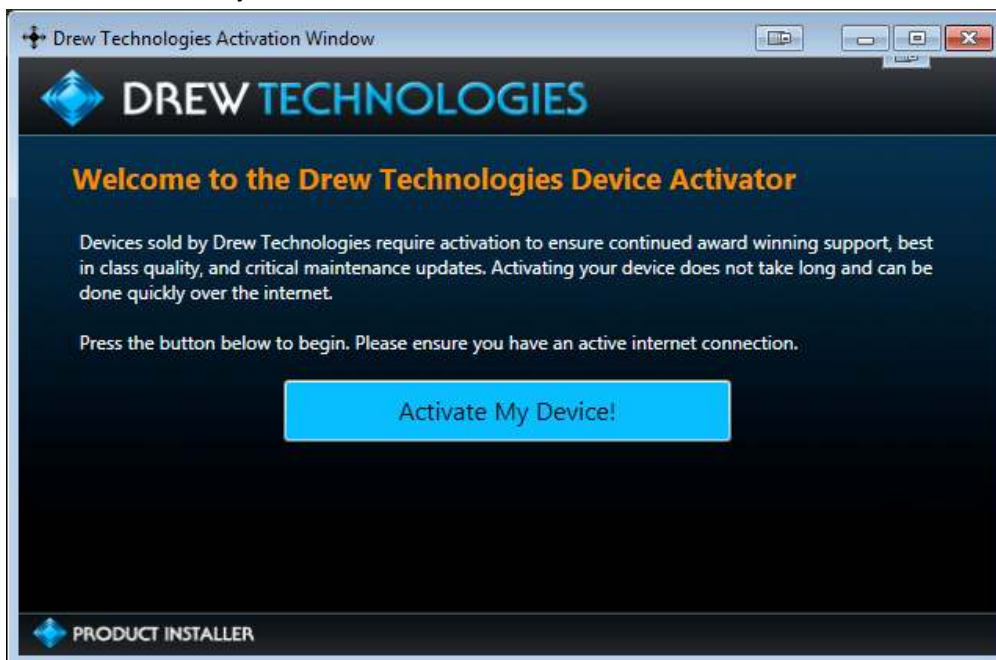 Drew Technologies Activation Window
DREW TECHNOLOGIES
Welcome to the Drew Technologies Device Activator
Devices sold by Drew Technologies require activation to ensure continued award winning support, best
in class quality, and critical maintenance updates. Activating your device does not take long and can be
done quickly over the internet.
Press the button below to begin. Please ensure you have an active internet connection.
Activate My Device!
PRODUCT INSTALLER